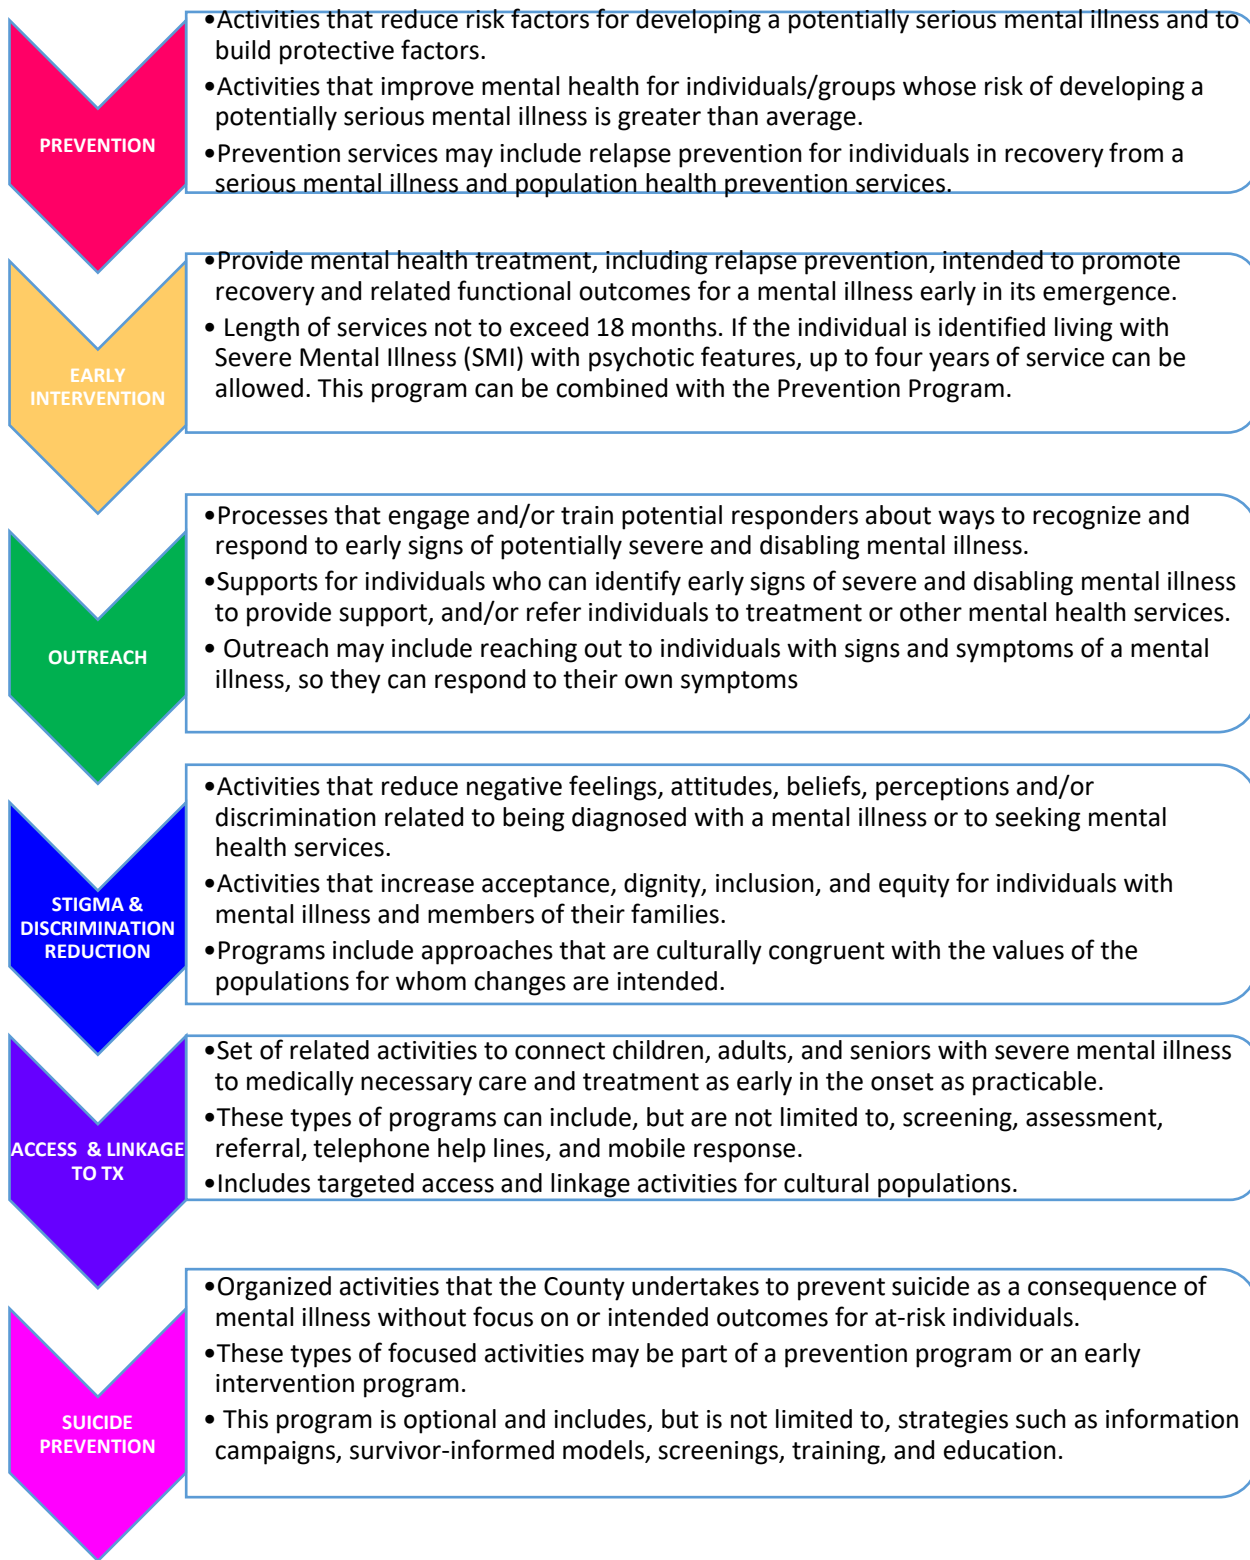 PREVENTION
•Activities that reduce risk factors for developing a potentially serious mental illness and to
build protective factors.
•Activities that improve mental health for individuals/groups whose risk of developing a
potentially serious mental illness is greater than average.
•Prevention services may include relapse prevention for individuals in recovery from a
serious mental illness and population health prevention services.
EARLY
INTERVENTION
•Provide mental health treatment, including relapse prevention, intended to promote
recovery and related functional outcomes for a mental illness early in its emergence.
• Length of services not to exceed 18 months. If the individual is identified living with
Severe Mental Illness (SMI) with psychotic features, up to four years of service can be
allowed. This program can be combined with the Prevention Program.
OUTREACH
•Processes that engage and/or train potential responders about ways to recognize and
respond to early signs of potentially severe and disabling mental illness.
•Supports for individuals who can identify early signs of severe and disabling mental illness
to provide support, and/or refer individuals to treatment or other mental health services.
• Outreach may include reaching out to individuals with signs and symptoms of a mental
illness, so they can respond to their own symptoms
STIGMA &
DISCRIMINATION
REDUCTION
•Activities that reduce negative feelings, attitudes, beliefs, perceptions and/or
discrimination related to being diagnosed with a mental illness or to seeking mental
health services.
•Activities that increase acceptance, dignity, inclusion, and equity for individuals with
mental illness and members of their families.
•Programs include approaches that are culturally congruent with the values of the
populations for whom changes are intended.
ACCESS & LINKAGE
TO TX
•Set of related activities to connect children, adults, and seniors with severe mental illness
to medically necessary care and treatment as early in the onset as practicable.
•These types of programs can include, but are not limited to, screening, assessment,
referral, telephone help lines, and mobile response.
•Includes targeted access and linkage activities for cultural populations.
SUICIDE
PREVENTION
•Organized activities that the County undertakes to prevent suicide as a consequence of
mental illness without focus on or intended outcomes for at-risk individuals.
•These types of focused activities may be part of a prevention program or an early
intervention program.
• This program is optional and includes, but is not limited to, strategies such as information
campaigns, survivor-informed models, screenings, training, and education.